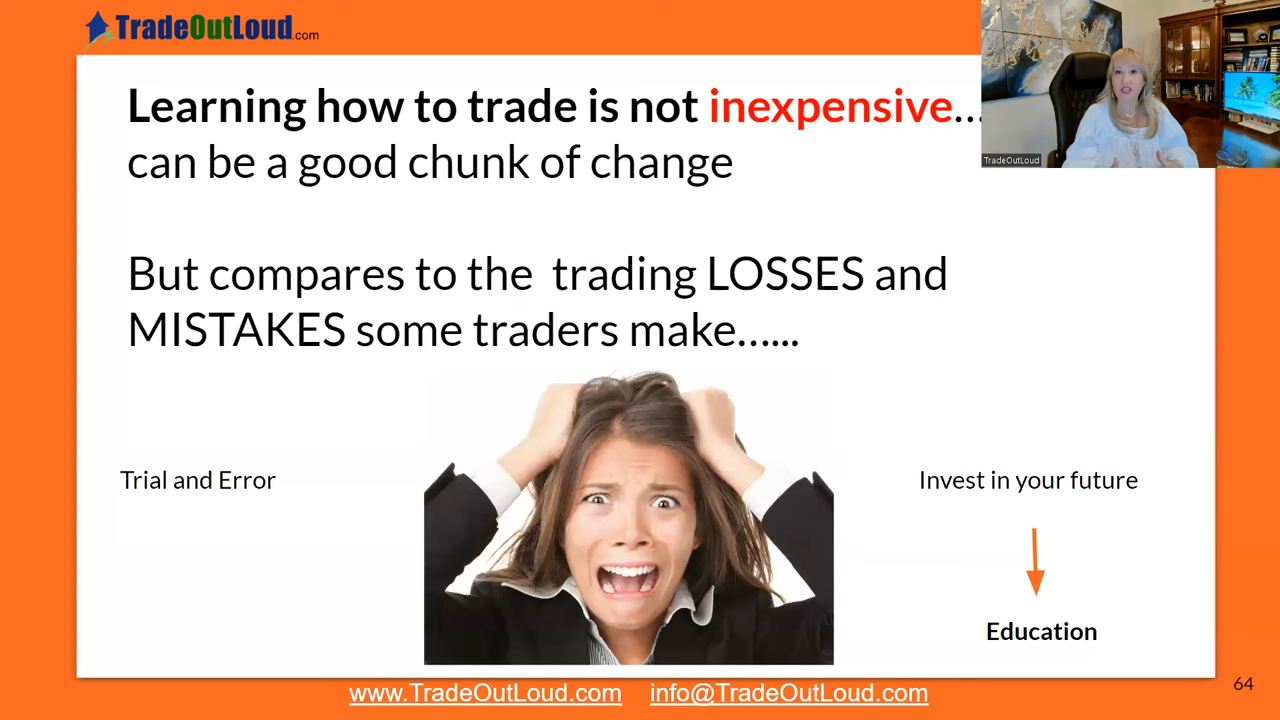 TradeOutLoud.com
Learning how to trade is not inexpensive…
can be a good chunk of change
TradeOutLoud
But compares to the trading LOSSES and
MISTAKES some traders make…...
Trial and Error
Invest in your future
Education
www.TradeOutLoud.com info@TradeOutLoud.com
64